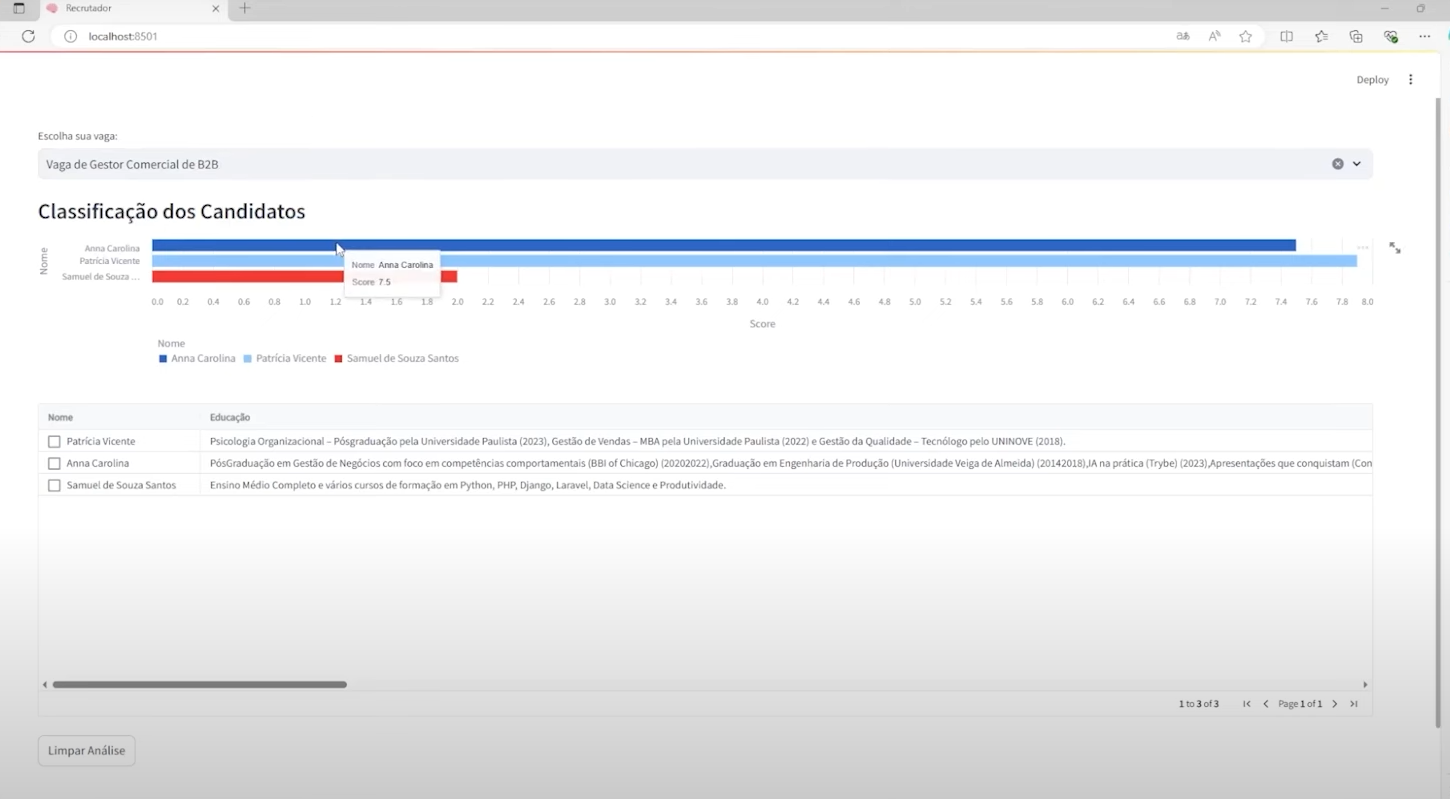 Recrutador
localhost:8501
Deploy
Escolha sua vaga:
Vaga de Gestor Comercial de B2B
Classificação dos Candidatos
Nome
Anna Carolina
Patrícia Vicente
Samuel de Souza ...
Nome Anna Carolina
Score 7.5
0.0 0.2 0.4 0.6 0.8 1.0 1.2 1.4 1.6 1.8 2.0 2.2 2.4 2.6 2.8 3.0 3.2 3.4 3.6 3.8 4.0 4.2 4.4 4.6 4.8 5.0 5.2 5.4 5.6 5.8 6.0 6.2 6.4 6.6 6.8 7.0 7.2 7.4 7.6 7.8 8.0
Score
Nome
Anna Carolina Patrícia Vicente Samuel de Souza Santos
Nome Educação
Patrícia Vicente Psicologia Organizacional – Pósgraduação pela Universidade Paulista (2023), Gestão de Vendas – MBA pela Universidade Paulista (2022) e Gestão da Qualidade – Tecnólogo pelo UNINOVE (2018).
Anna Carolina PósGraduação em Gestão de Negócios com foco em competências comportamentais (BBI of Chicago) (20202022),Graduação em Engenharia de Produção (Universidade Veiga de Almeida) (20142018),IA na prática (Trybe) (2023),Apresentações que conquistam (Con
Samuel de Souza Santos Ensino Médio Completo e vários cursos de formação em Python, PHP, Django, Laravel, Data Science e Produtividade.
1 to 3 of 3 Page 1 of 1
Limpar Análise